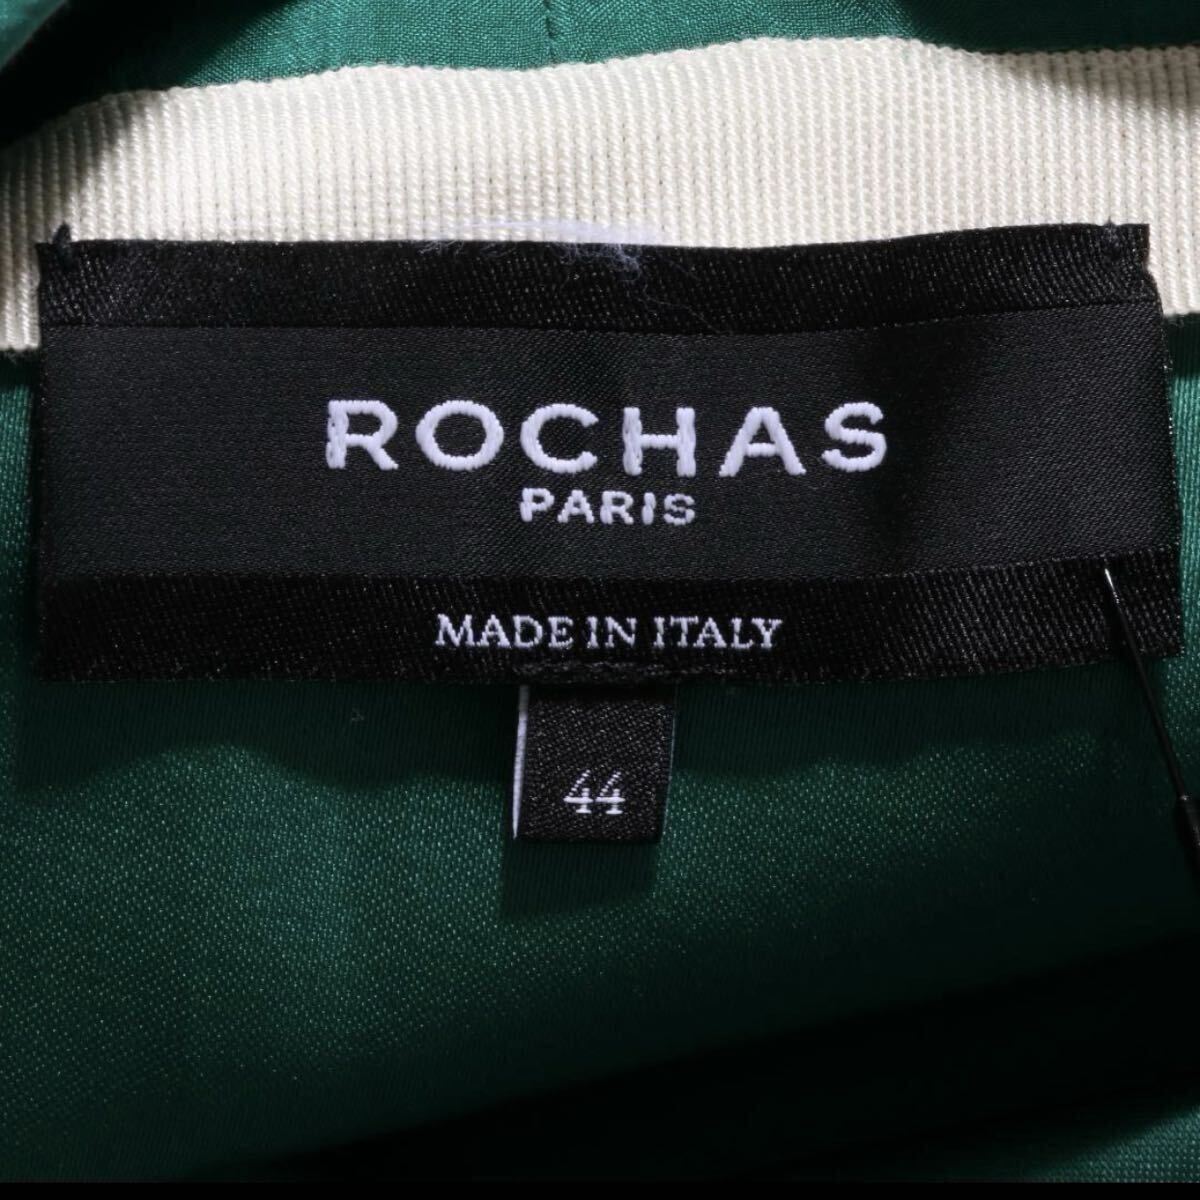 ROCHAS
PARIS
MADE IN ITALY
44